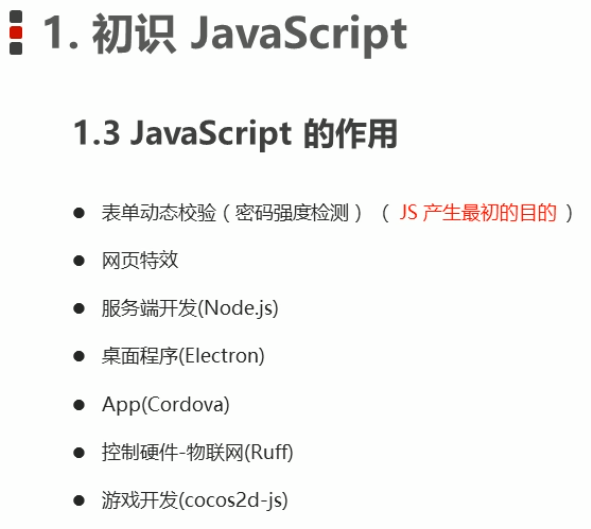 1. 初识 JavaScript
1.3 JavaScript 的作用
● 表单动态校验（密码强度检测）（ JS 产生最初的目的 ）
● 网页特效
● 服务端开发(Node.js)
● 桌面程序(Electron)
● App(Cordova)
● 控制硬件-物联网(Ruff)
● 游戏开发(cocos2d-js)